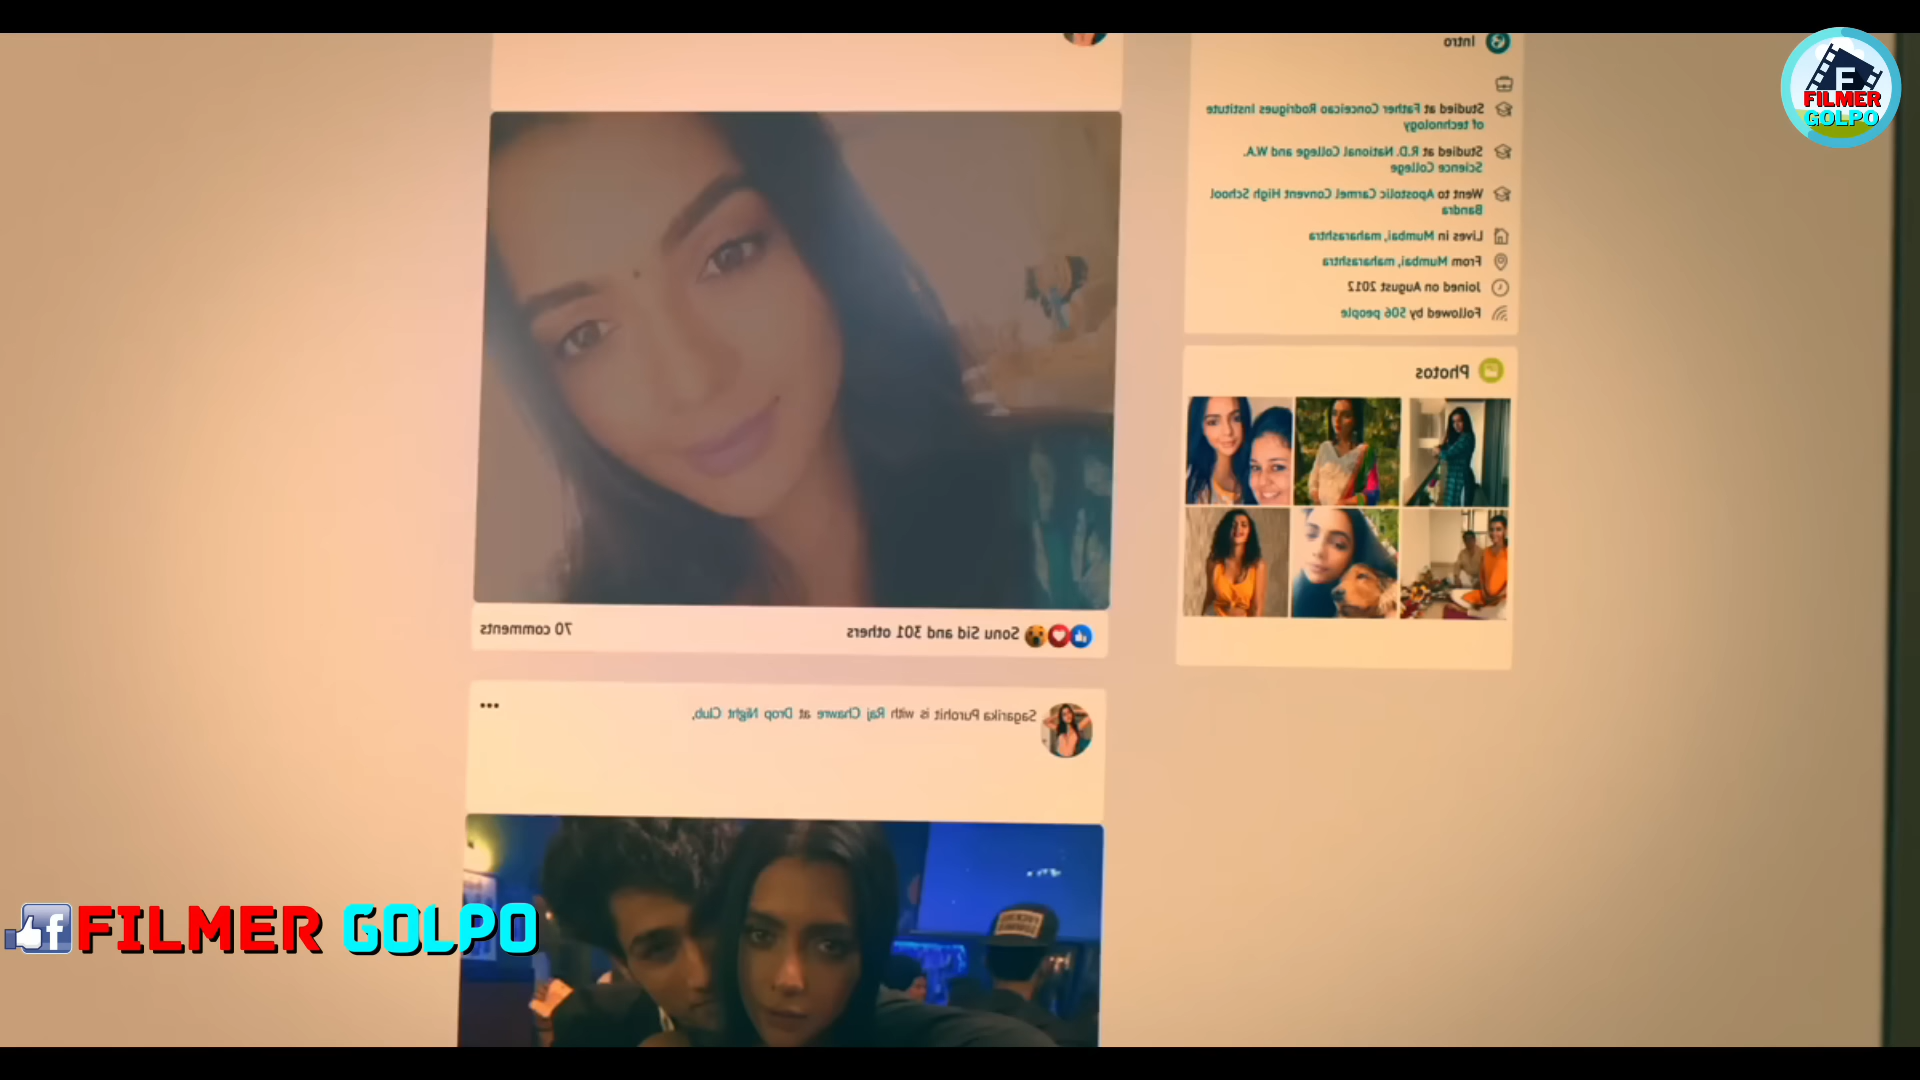 Intro
Studied at Father Conceicao Rodrigues Institute
of technology
Studied at R.D. National College and W.A.
Science College
Went to Apostolic Carmel Convent High School
Bandra
Lives in Mumbai, maharashtra
From Mumbai, maharashtra
Joined on August 2012
Followed by 506 people
Photos
Sonu Sid and 301 others
70 comments
Sagarika Purohit is with Raj Chawre at Drop Night Club,
F
FILMER
GOLPO
f FILMER GOLPO